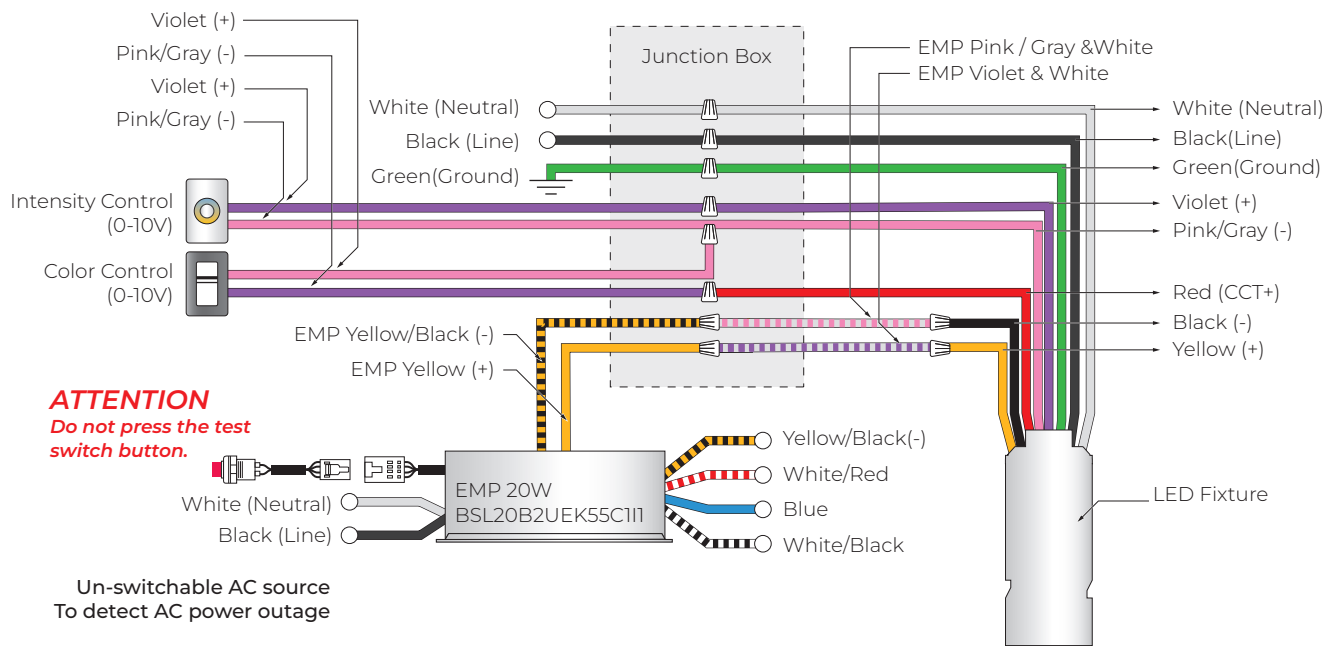 Violet (+)
Pink/Gray (-)
Violet (+)
Pink/Gray (-)
Junction Box
EMP Pink / Gray &White
EMP Violet & White
White (Neutral)
Black (Line)
Green(Ground)
White (Neutral)
Black(Line)
Green(Ground)
Violet (+)
Pink/Gray (-)
Red (CCT+)
Black (-)
Yellow (+)
Intensity Control
(0-10V)
Color Control
(0-10V)
EMP Yellow/Black (-)
EMP Yellow (+)
ATTENTION
Do not press the test
switch button.
White (Neutral)
Black (Line)
EMP 20W
BSL20B2UEK55C111
Yellow/Black(-)
White/Red
Blue
White/Black
LED Fixture
Un-switchable AC source
To detect AC power outage